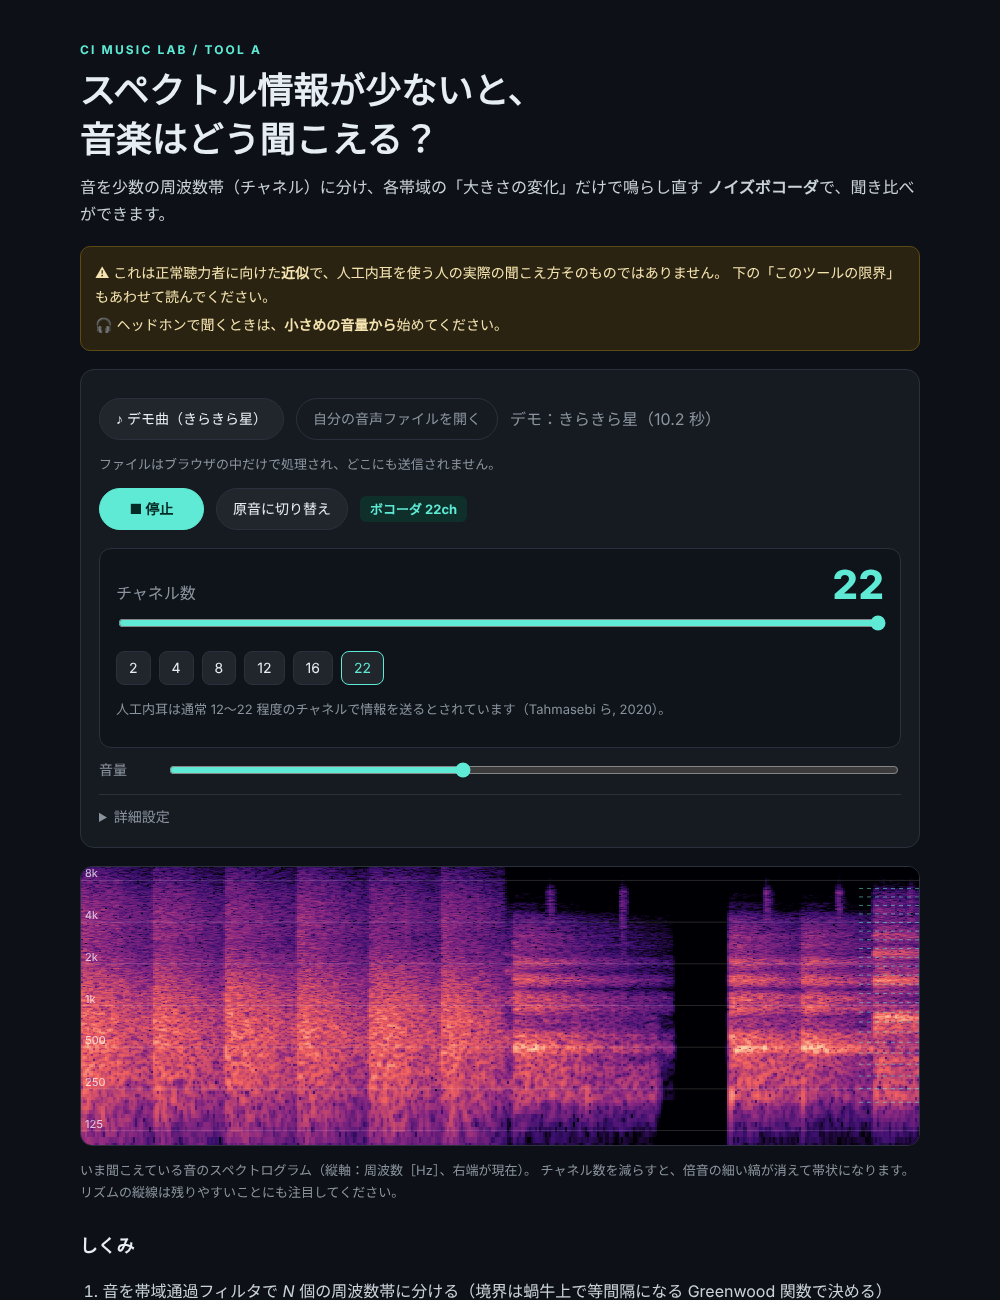 CI MUSIC LAB / TOOL A
スペクトル情報が少ないと、
音楽はどう聞こえる？
音を少数の周波数帯（チャネル）に分け、各帯域の「大きさの変化」だけで鳴らし直す ノイズボコーダで、聞き比べ
ができます。
⚠ これは正常聴力者に向けた近似で、人工内耳を使う人の実際の聞こえ方そのものではありません。 下の「このツールの限界」
もあわせて読んでください。
🎧 ヘッドホンで聞くときは、小さめの音量から始めてください。
♪ デモ曲（きらきら星） 自分の音声ファイルを開く デモ：きらきら星（10.2 秒）
ファイルはブラウザの中だけで処理され、どこにも送信されません。
■ 停止 原音に切り替え ボコーダ 22ch
チャネル数 22
2 4 8 12 16 22
人工内耳は通常 12〜22 程度のチャネルで情報を送るとされています（Tahmasebi ら, 2020）。
音量
▶ 詳細設定
8k
4k
2k
1k
500
250
125
いま聞こえている音のスペクトログラム（縦軸：周波数［Hz］、右端が現在）。 チャネル数を減らすと、倍音の細い縞が消えて帯状になります。
リズムの縦線は残りやすいことにも注目してください。
しくみ
1. 音を帯域通過フィルタで N 個の周波数帯に分ける（境界は蝸牛上で等間隔になる Greenwood 関数で決める）